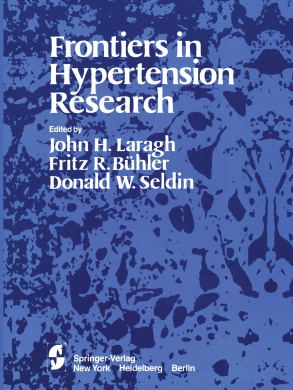 Frontiers in
Hypertension
Research
Edited by
John H. Laragh
Fritz R. Bühler
Donald W. Seldin
Springer-Verlag
New York Heidelberg Berlin